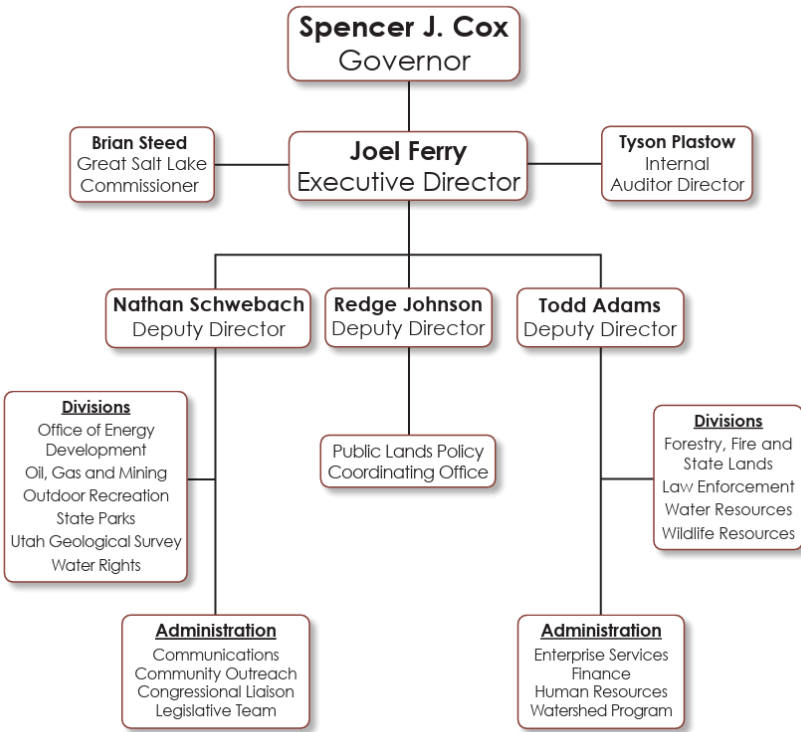 Spencer J. Cox
Governor
Brian Steed
Great Salt Lake
Commissioner
Joel Ferry
Executive Director
Tyson Plastow
Internal
Auditor Director
Nathan Schwebach
Deputy Director
Redge Johnson
Deputy Director
Todd Adams
Deputy Director
Divisions
Office of Energy
Development
Oil, Gas and Mining
Outdoor Recreation
State Parks
Utah Geological Survey
Water Rights
Public Lands Policy
Coordinating Office
Divisions
Forestry, Fire and
State Lands
Law Enforcement
Water Resources
Wildlife Resources
Administration
Communications
Community Outreach
Congressional Liaison
Legislative Team
Administration
Enterprise Services
Finance
Human Resources
Watershed Program